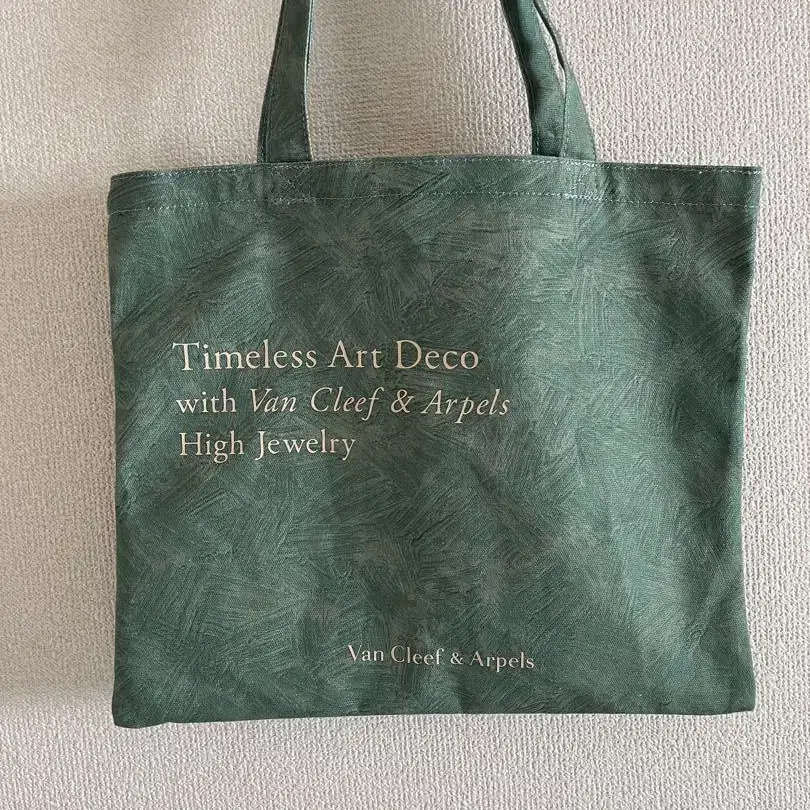 Timeless Art Deco
with Van Cleef & Arpels
High Jewelry
Van Cleef & Arpels